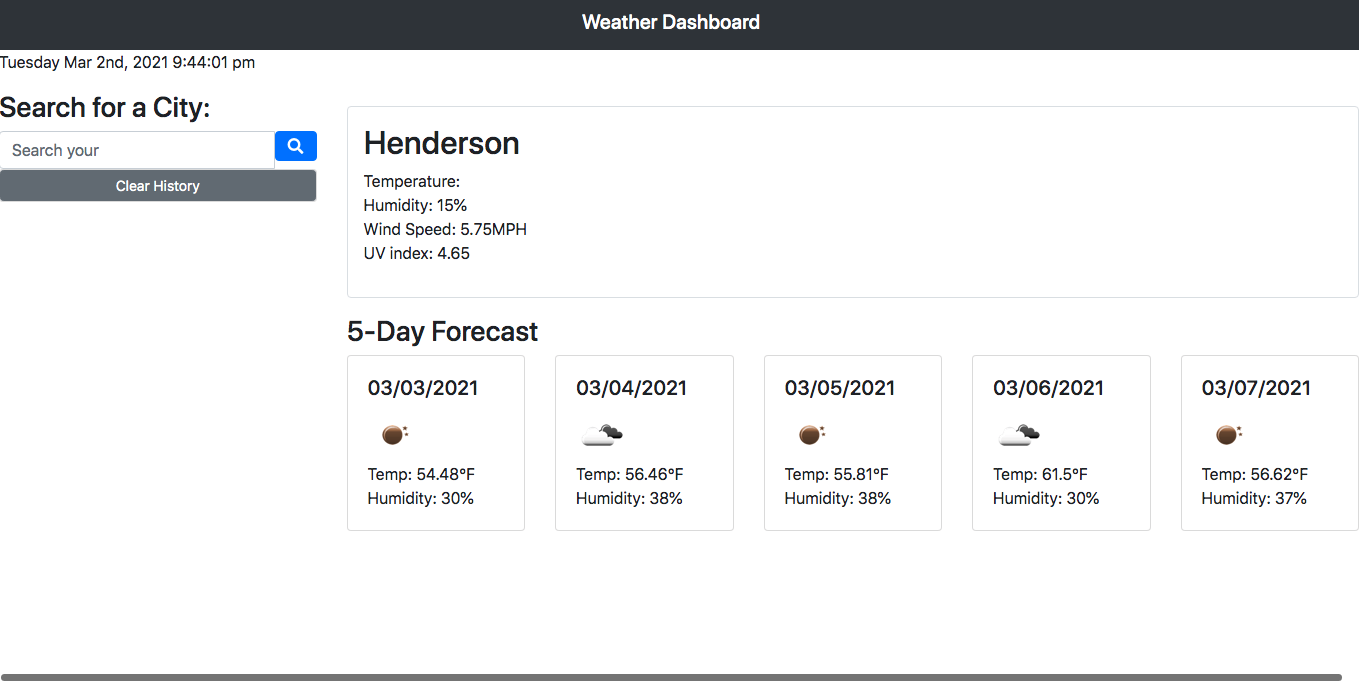 Weather Dashboard
Tuesday Mar 2nd, 2021 9:44:01 pm
Search for a City:
Search your
Clear History
Henderson
Temperature:
Humidity: 15%
Wind Speed: 5.75MPH
UV index: 4.65
5-Day Forecast
03/03/2021
Temp: 54.48°F
Humidity: 30%
03/04/2021
Temp: 56.46°F
Humidity: 38%
03/05/2021
Temp: 55.81°F
Humidity: 38%
03/06/2021
Temp: 61.5°F
Humidity: 30%
03/07/2021
Temp: 56.62°F
Humidity: 37%